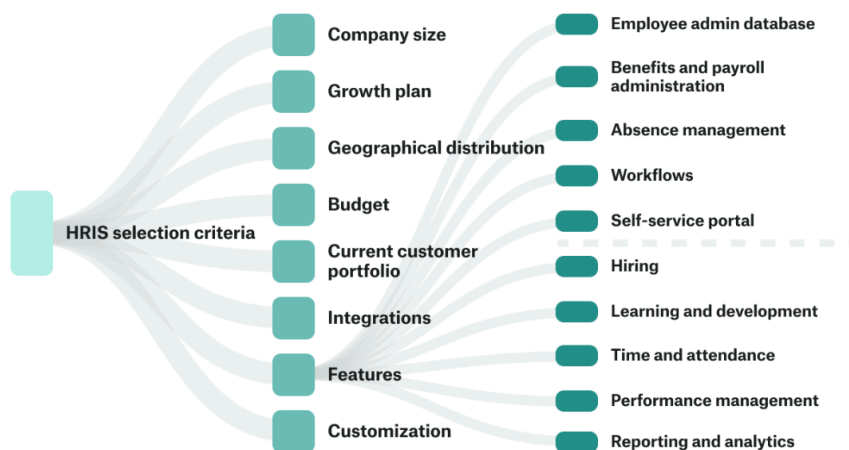 HRIS selection criteria
Company size
Growth plan
Geographical distribution
Budget
Current customer
portfolio
Integrations
Features
Customization
Employee admin database
Benefits and payroll
administration
Absence management
Workflows
Self-service portal
Hiring
Learning and development
Time and attendance
Performance management
Reporting and analytics